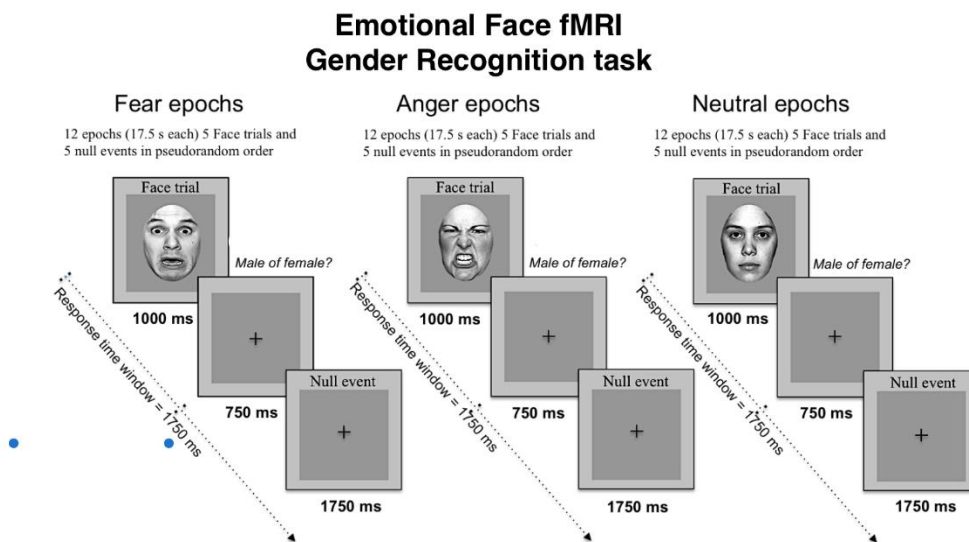 Emotional Face fMRI
Gender Recognition task
Fear epochs
12 epochs (17.5 s each) 5 Face trials and
5 null events in pseudorandom order
Face trial
Male of female?
1000 ms
Response time window = 1750 ms
750 ms
Null event
1750 ms
Anger epochs
12 epochs (17.5 s each) 5 Face trials and
5 null events in pseudorandom order
Face trial
Male of female?
1000 ms
Response time window = 1750 ms
750 ms
Null event
1750 ms
Neutral epochs
12 epochs (17.5 s each) 5 Face trials and
5 null events in pseudorandom order
Face trial
Male of female?
1000 ms
Response time window = 1750 ms
750 ms
Null event
1750 ms